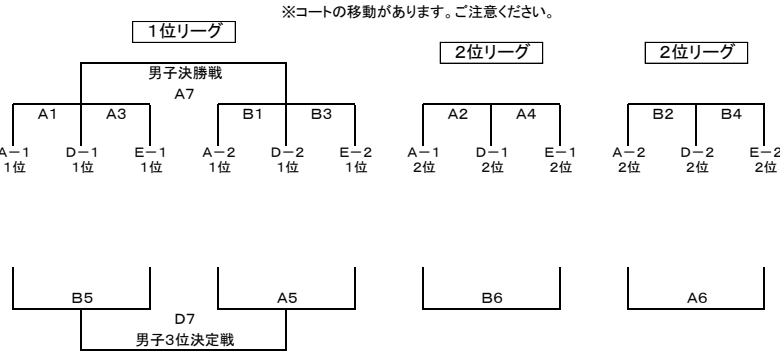 ※コートの移動があります。ご注意ください。
１位リーグ
２位リーグ ２位リーグ
男子決勝戦
A7
A1 A3 B1 B3 A2 A4 B2 B4
A－1 D－1 E－1 A－2 D－2 E－2 A－1 D－1 E－1 A－2 D－2 E－2
1位 1位 1位 1位 1位 1位 2位 2位 2位 2位 2位 2位
B5 A5 B6 A6
D7
男子3位決定戦